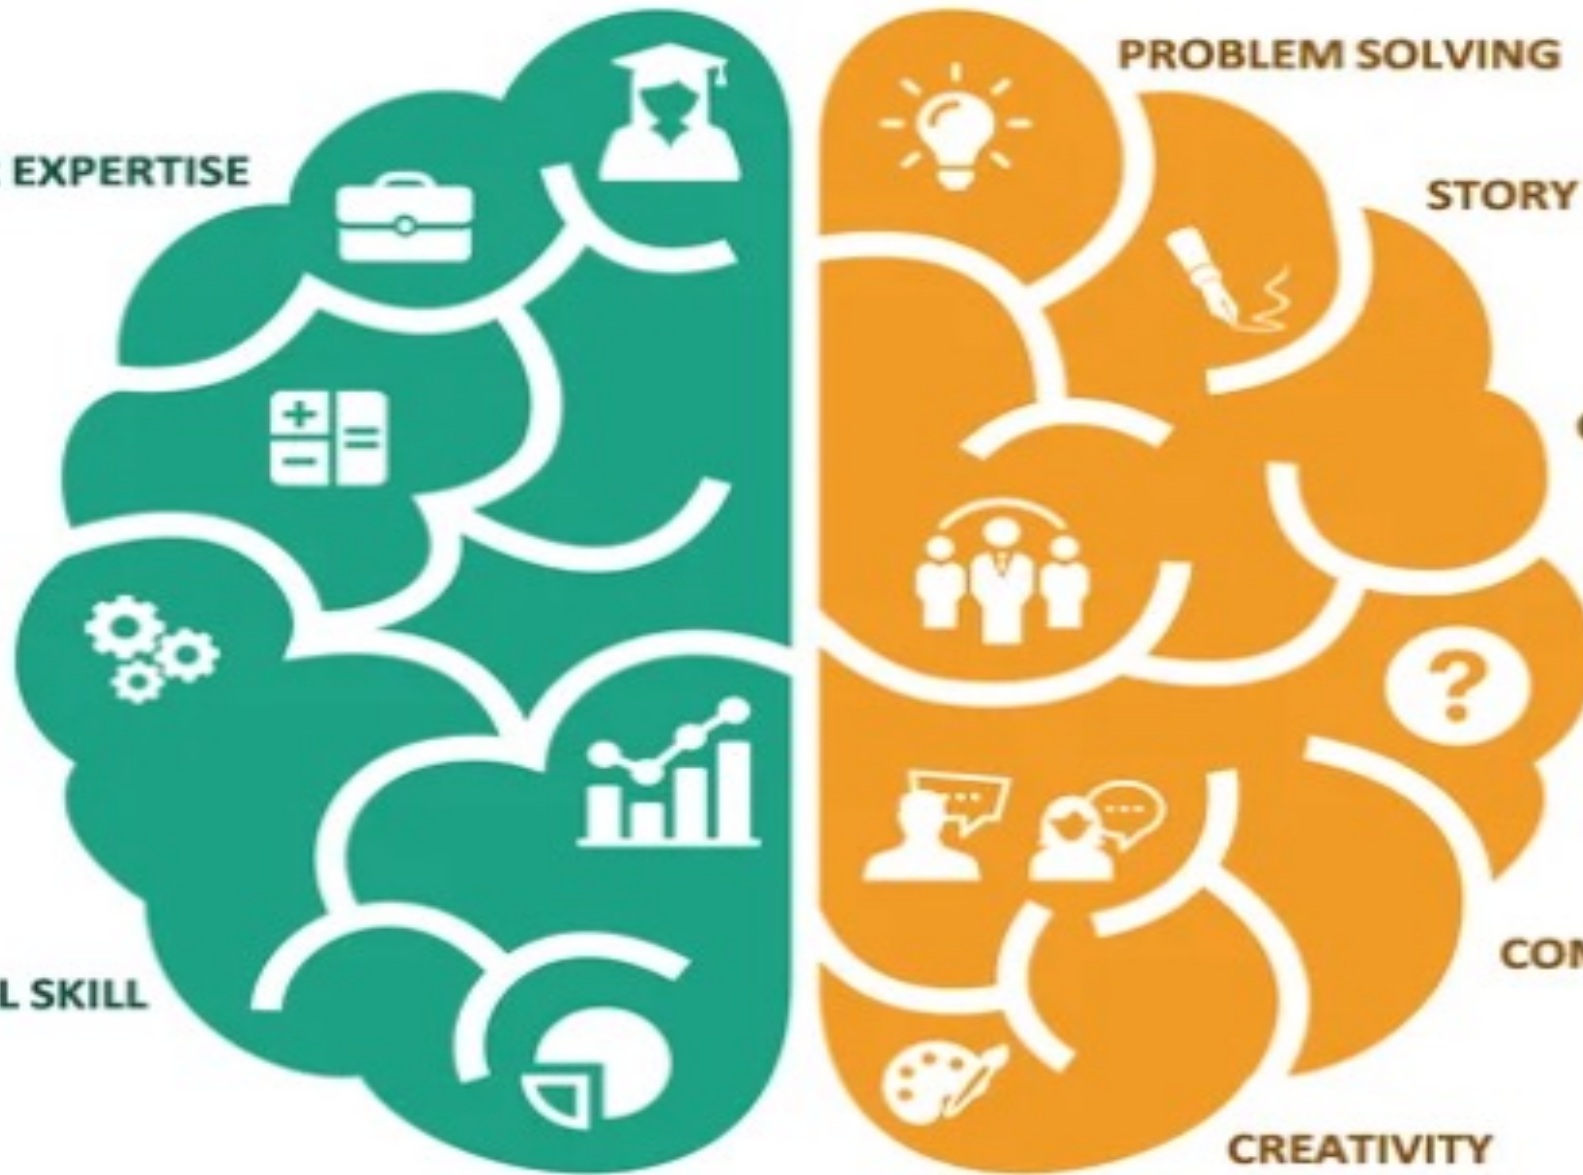 PROBLEM SOLVING
EXPERTISE
STORY
L SKILL
CREATIVITY